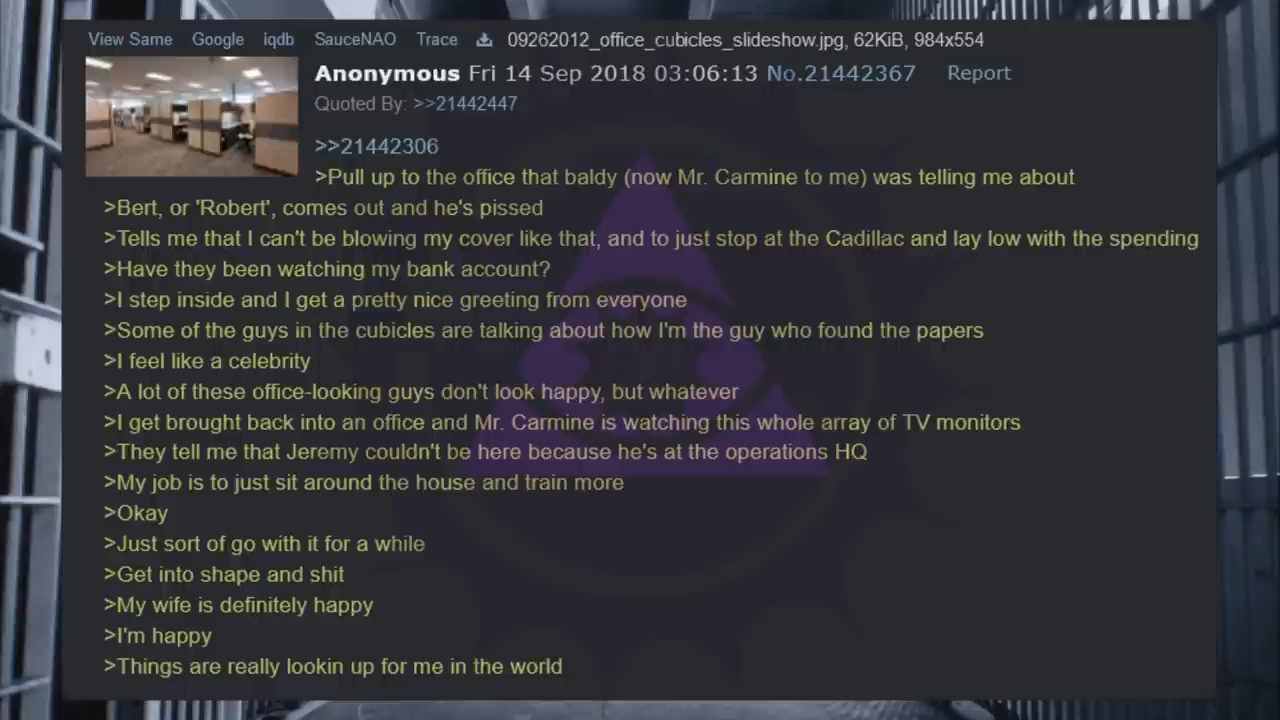 View Same Google iqdb SauceNAO Trace 09262012_office_cubicles_slideshow.jpg, 62KiB, 984x554
Anonymous Fri 14 Sep 2018 03:06:13 No.21442367 Report
Quoted By: >>21442447
>>21442306
>Pull up to the office that baldy (now Mr. Carmine to me) was telling me about
>Bert, or 'Robert', comes out and he's pissed
>Tells me that I can't be blowing my cover like that, and to just stop at the Cadillac and lay low with the spending
>Have they been watching my bank account?
>I step inside and I get a pretty nice greeting from everyone
>Some of the guys in the cubicles are talking about how I'm the guy who found the papers
>I feel like a celebrity
>A lot of these office-looking guys don't look happy, but whatever
>I get brought back into an office and Mr. Carmine is watching this whole array of TV monitors
>They tell me that Jeremy couldn't be here because he's at the operations HQ
>My job is to just sit around the house and train more
>Okay
>Just sort of go with it for a while
>Get into shape and shit
>My wife is definitely happy
>I'm happy
>Things are really lookin up for me in the world